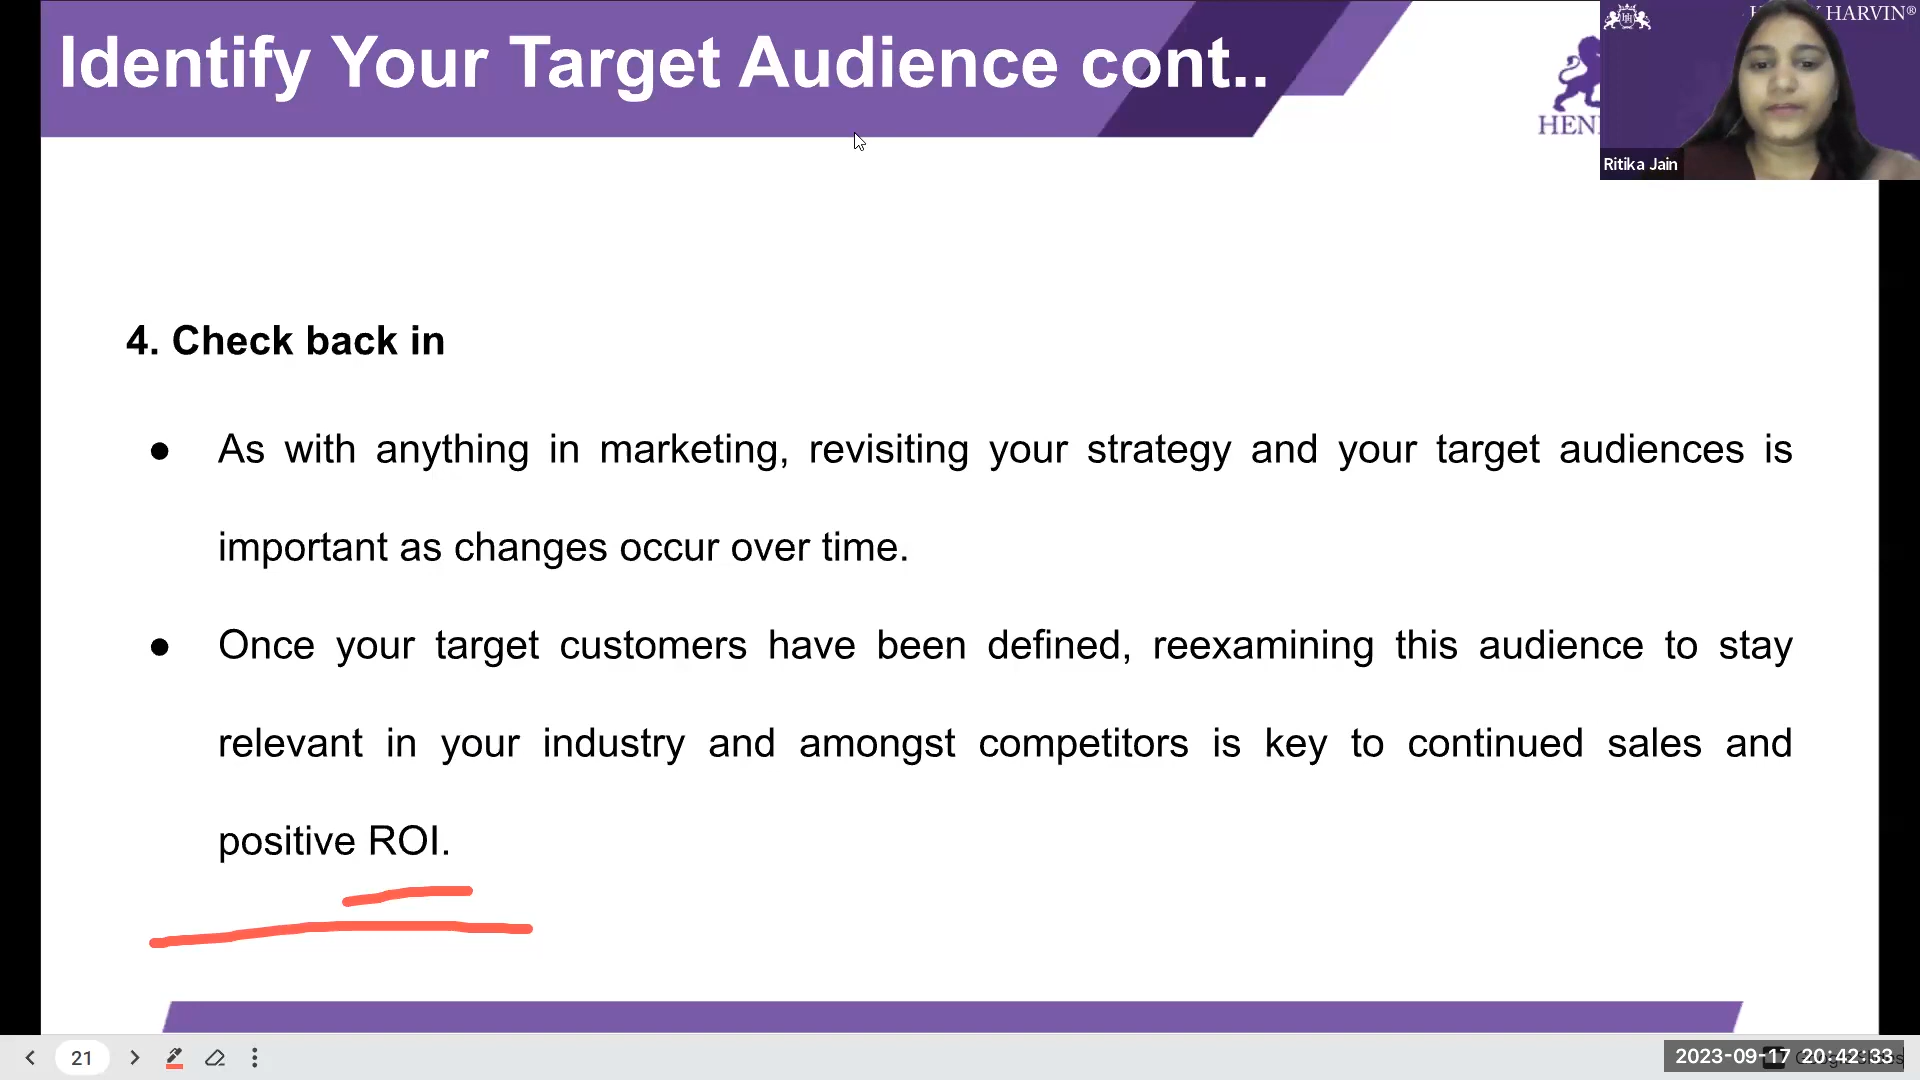 Identify Your Target Audience cont..
HARVIN®
Ritika Jain
4. Check back in
● As with anything in marketing, revisiting your strategy and your target audiences is
important as changes occur over time.
● Once your target customers have been defined, reexamining this audience to stay
relevant in your industry and amongst competitors is key to continued sales and
positive ROI.
21
2023-09-17 20:42:33